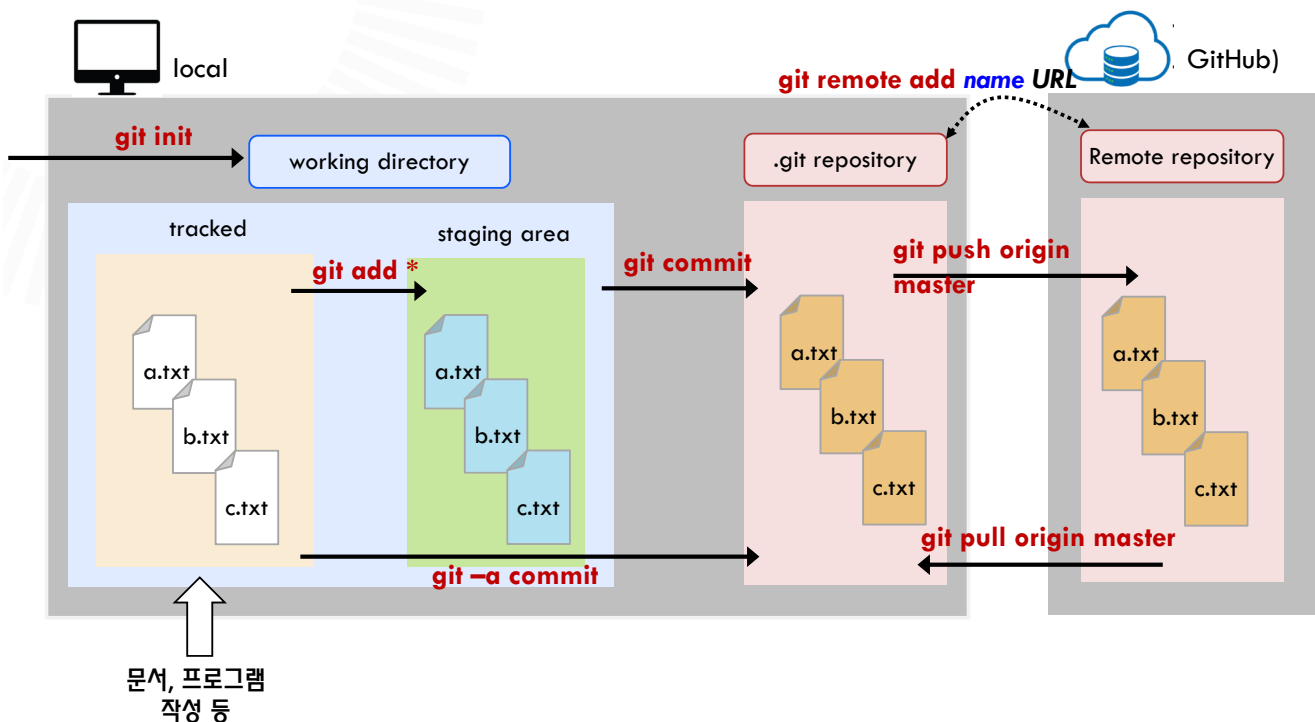 local
GitHub)
git remote add name URL
git init
working directory
.git repository
Remote repository
tracked
staging area
git add *
git commit
git push origin
master
a.txt
b.txt
c.txt
a.txt
b.txt
c.txt
a.txt
b.txt
c.txt
a.txt
b.txt
c.txt
git pull origin master
git –a commit
문서, 프로그램
작성 등